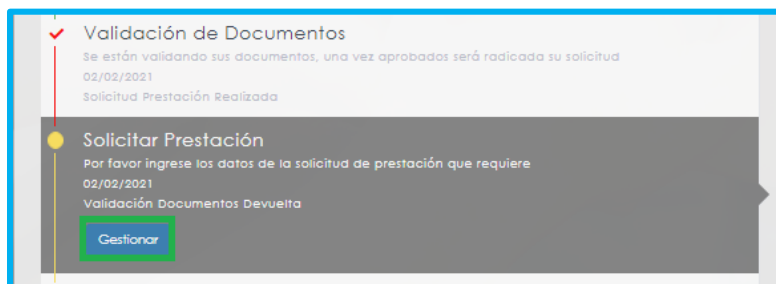 Validación de Documentos
Se están validando sus documentos, una vez aprobados será radicada su solicitud
02/02/2021
Solicitud Prestación Realizada
Solicitar Prestación
Por favor ingrese los datos de la solicitud de prestación que requiere
02/02/2021
Validación Documentos Devuelta
Gestionar